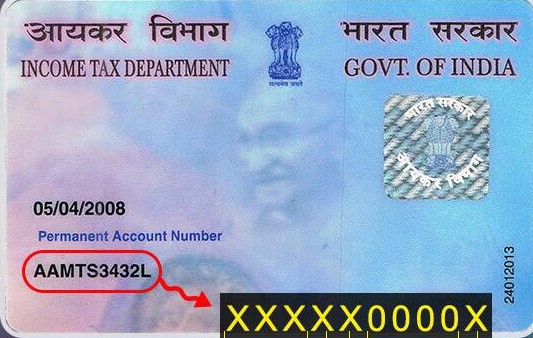 आयकर विभाग
INCOME TAX DEPARTMENT
सत्यमेव जयते
भारत सरकार
GOVT. OF INDIA
भारत सरकार
आयकर विभाग
05/04/2008
Permanent Account Number
AAMTS3432L
24012013
XXXXX0000X